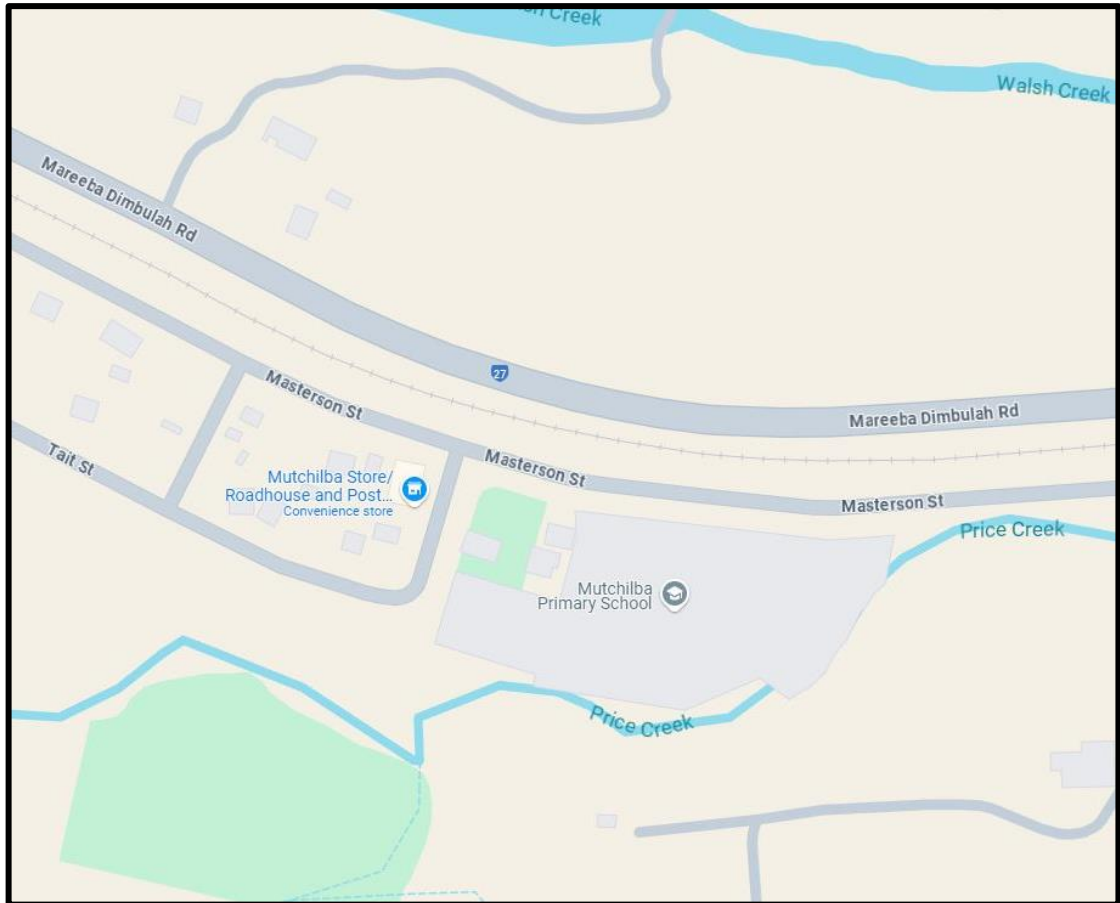 Creek
Walsh Creek
Mareeba Dimbulah Rd
27
Mareeba Dimbulah Rd
Masterson St
Masterson St
Masterson St
Tait St
Mutchilba Store/
Roadhouse and Post...
Convenience store
Price Creek
Mutchilba
Primary School
Price Creek